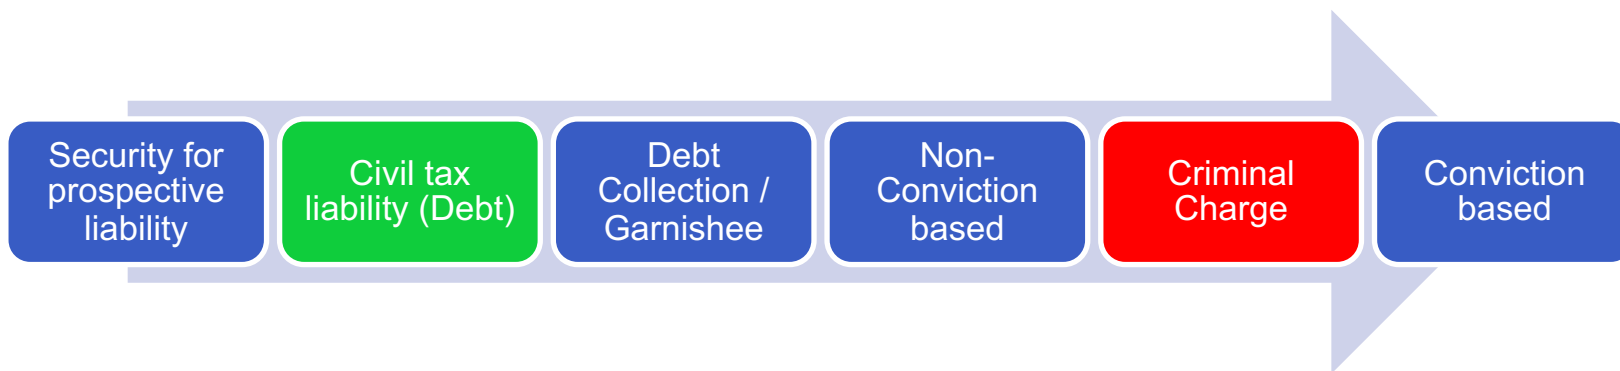 Security for
prospective
liability
Civil tax
liability (Debt)
Debt
Collection /
Garnishee
Non-
Conviction
based
Criminal
Charge
Conviction
based